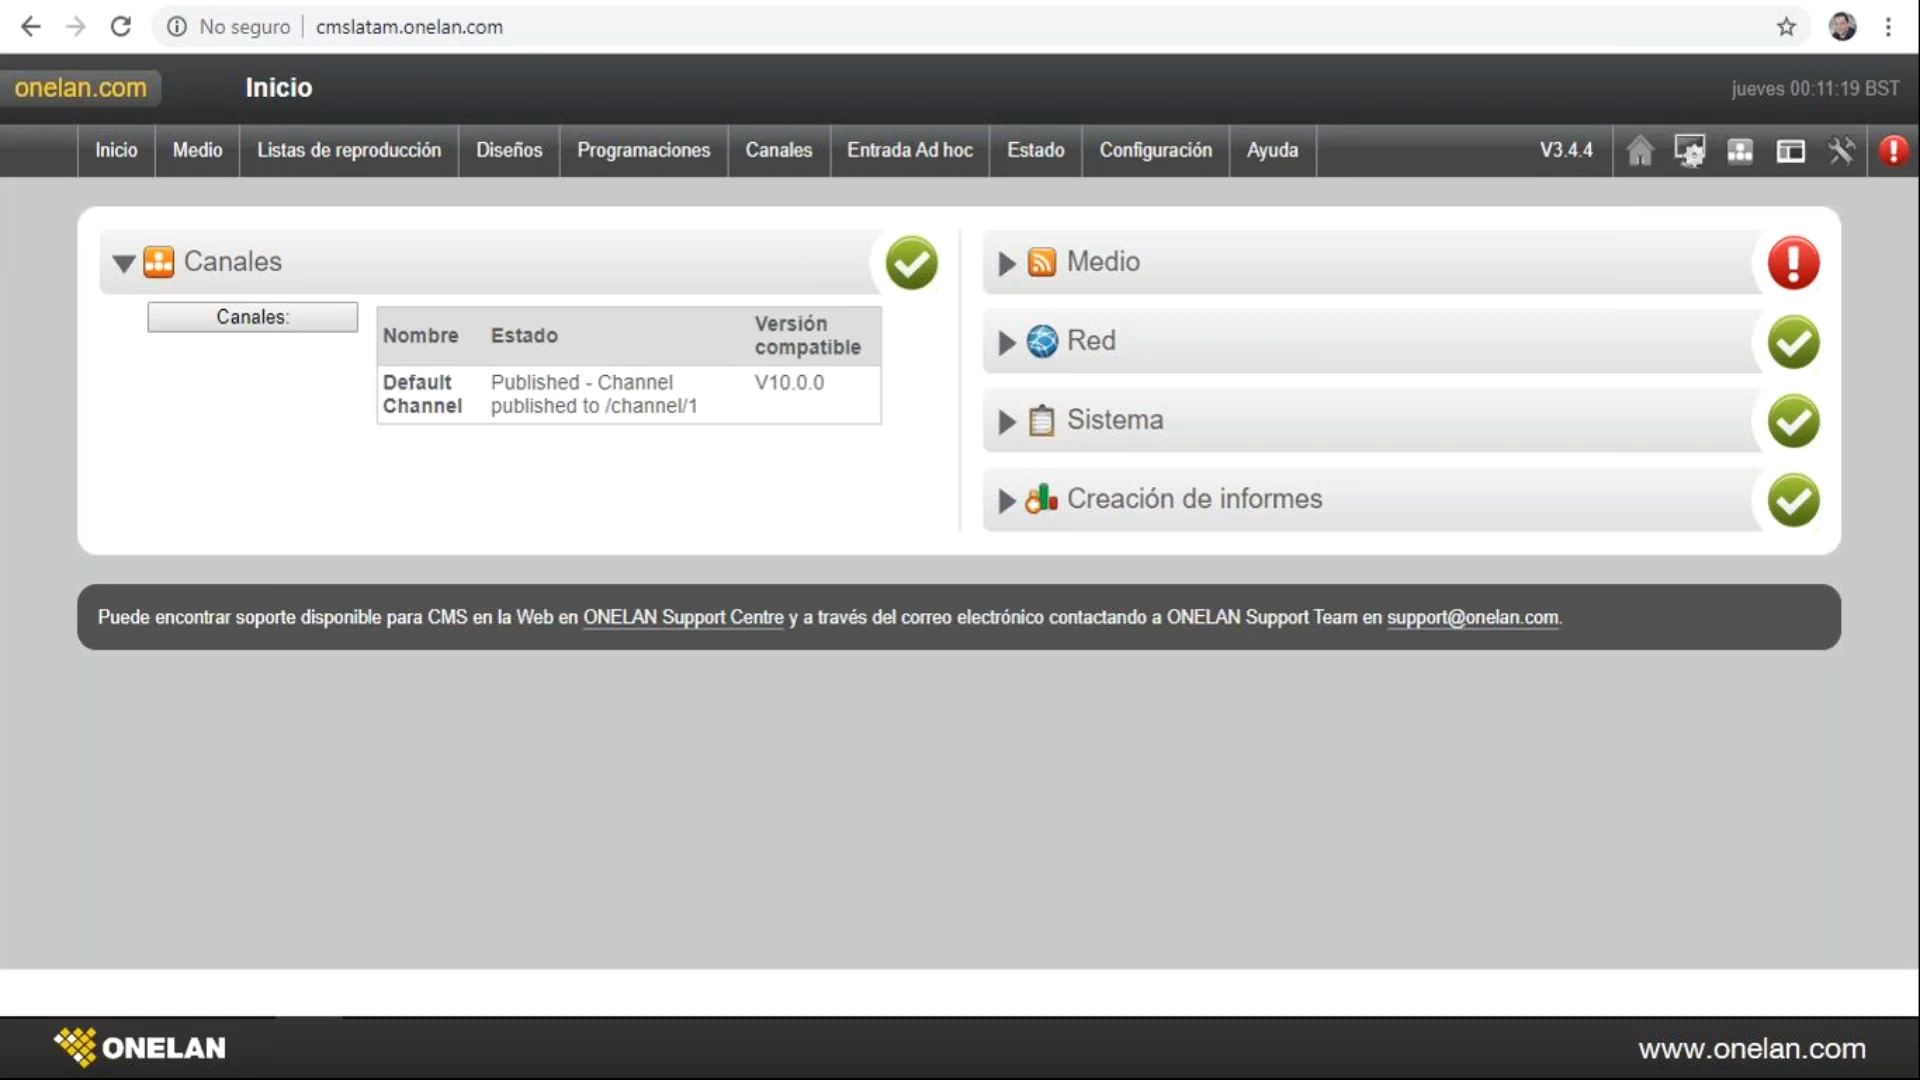 No seguro
cmslatam.onelan.com
onelan.com
Inicio
jueves 00:11:19 BST
Inicio
Medio
Listas de reproducción
Diseños
Programaciones
Canales
Entrada Ad hoc
Estado
Configuración
Ayuda
V3.4.4
Canales
Canales:
Nombre
Estado
Versión
compatible
Default
Channel
Published - Channel
published to /channel/1
V10.0.0
Medio
Red
Sistema
Creación de informes
Puede encontrar soporte disponible para CMS en la Web en ONELAN Support Centre y a través del correo electrónico contactando a ONELAN Support Team en support@onelan.com.
ONELAN
www.onelan.com